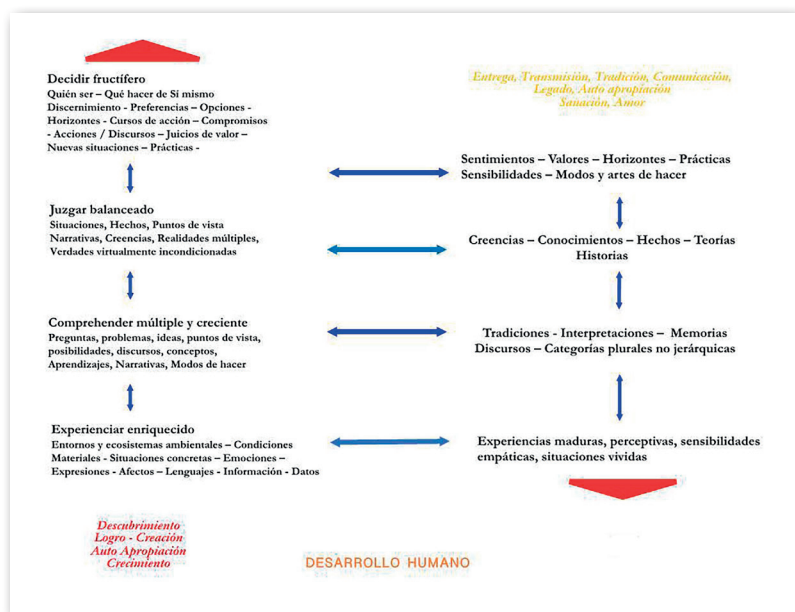 Decidir fructífero
Quién ser – Qué hacer de Sí mismo
Discernimiento - Preferencias – Opciones -
Horizontes - Cursos de acción – Compromisos
- Acciones / Discursos – Juicios de valor –
Nuevas situaciones – Prácticas -
Juzgar balanceado
Situaciones, Hechos, Puntos de vista
Narrativas, Creencias, Realidades múltiples,
Verdades virtualmente incondicionadas
Comprehender múltiple y creciente
Preguntas, problemas, ideas, puntos de vista,
posibilidades, discursos, conceptos,
Aprendizajes, Narrativas, Modos de hacer
Experienciar enriquecido
Entornos y ecosistemas ambientales – Condiciones
Materiales - Situaciones concretas – Emociones –
Expresiones - Afectos – Lenguajes - Información - Datos
Descubrimiento
Logro - Creación
Auto Apropiación
Crecimiento
Entrega, Transmisión, Tradición, Comunicación,
Legado, Auto apropiación
Sanación, Amor
Sentimientos – Valores – Horizontes – Prácticas
Sensibilidades – Modos y artes de hacer
Creencias – Conocimientos – Hechos – Teorías
Historias
Tradiciones - Interpretaciones – Memorias
Discursos – Categorías plurales no jerárquicas
Experiencias maduras, perceptivas, sensibilidades
empáticas, situaciones vividas
DESARROLLO HUMANO